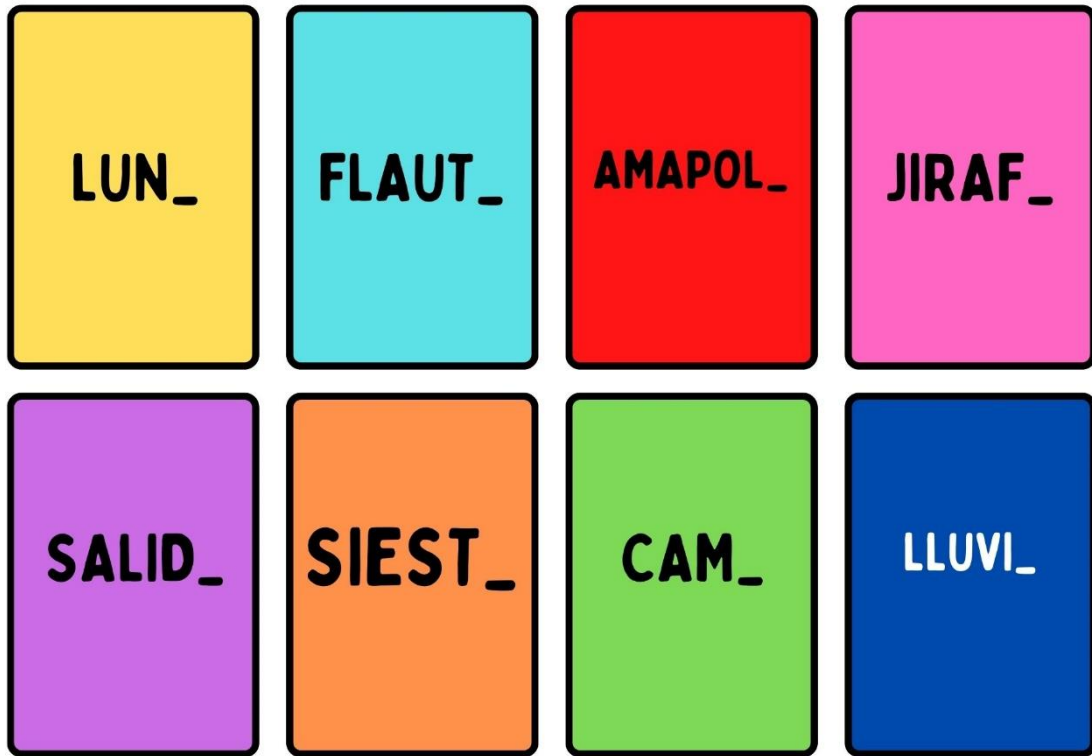 LUN_
FLAUT_
AMAPOL_
JIRAF_
SALID_
SIEST_
CAM_
LLUVI_